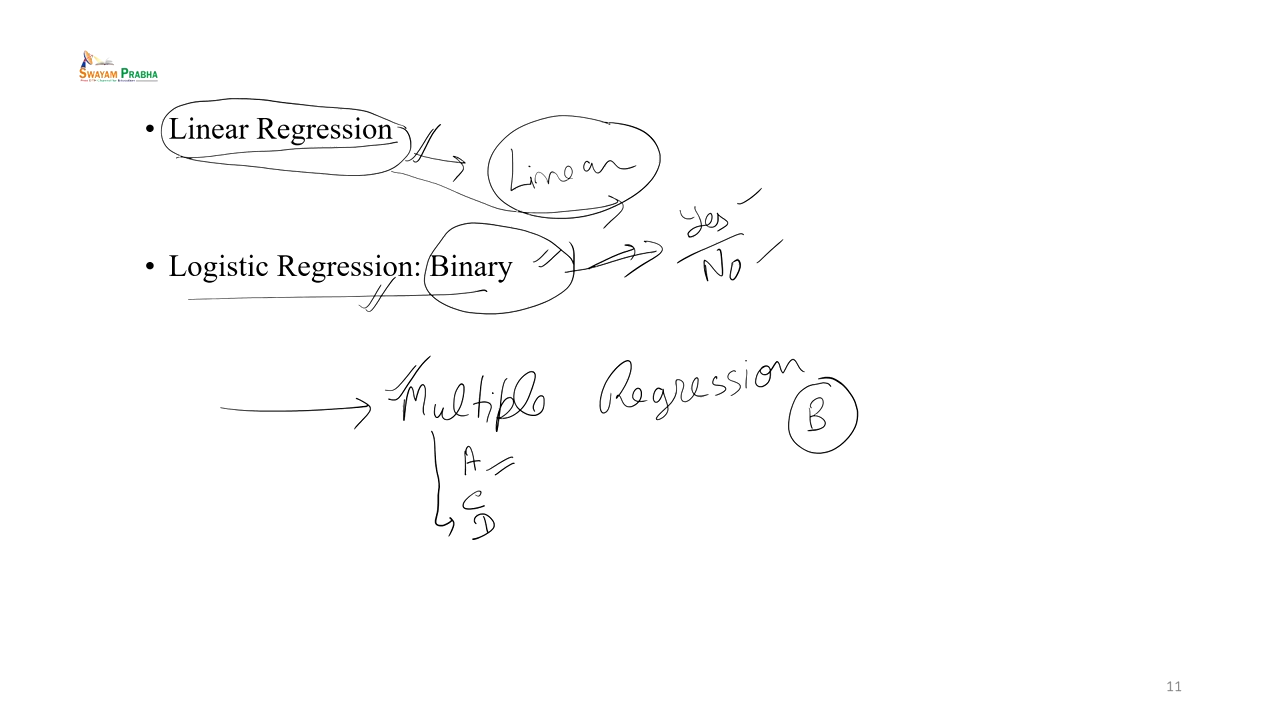 SWAYAM PRABHA
• Linear Regression
Linear
Yes
No
• Logistic Regression: Binary
Multiple Regression
B
A
C
D
11